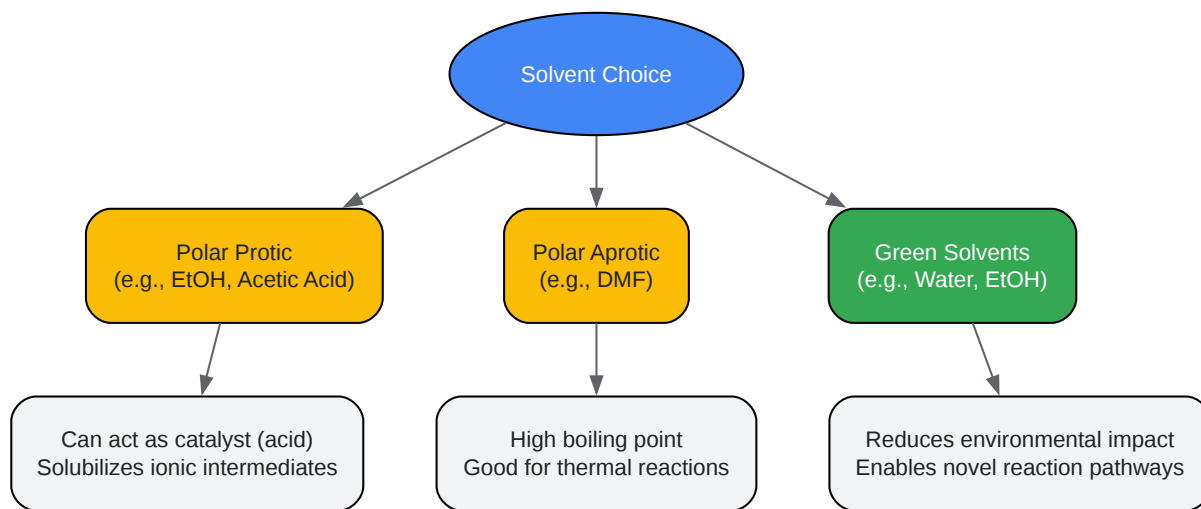 Solvent Choice
Polar Protic
(e.g., EtOH, Acetic Acid)
Polar Aprotic
(e.g., DMF)
Green Solvents
(e.g., Water, EtOH)
Can act as catalyst (acid)
Solubilizes ionic intermediates
High boiling point
Good for thermal reactions
Reduces environmental impact
Enables novel reaction pathways